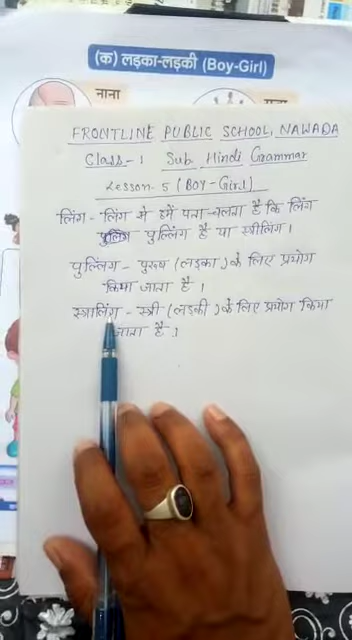 (क) लड़का-लड़की (Boy-Girl)
नाना
FRONTLINE PUBLIC SCHOOL, NAWADA
Class-1 Sub Hindi Grammar
Lesson-5 (BOY-Girl)
लिंग - लिंग से हमें पता-चलता है कि लिंग
पुल्लिंग है या स्त्रीलिंग।
पुल्लिंग - पुरुष (लड़का) के लिए प्रयोग
किया जाता है।
स्त्रालिंग - स्त्री (लड़की) के लिए प्रयोग किया
जाता है।